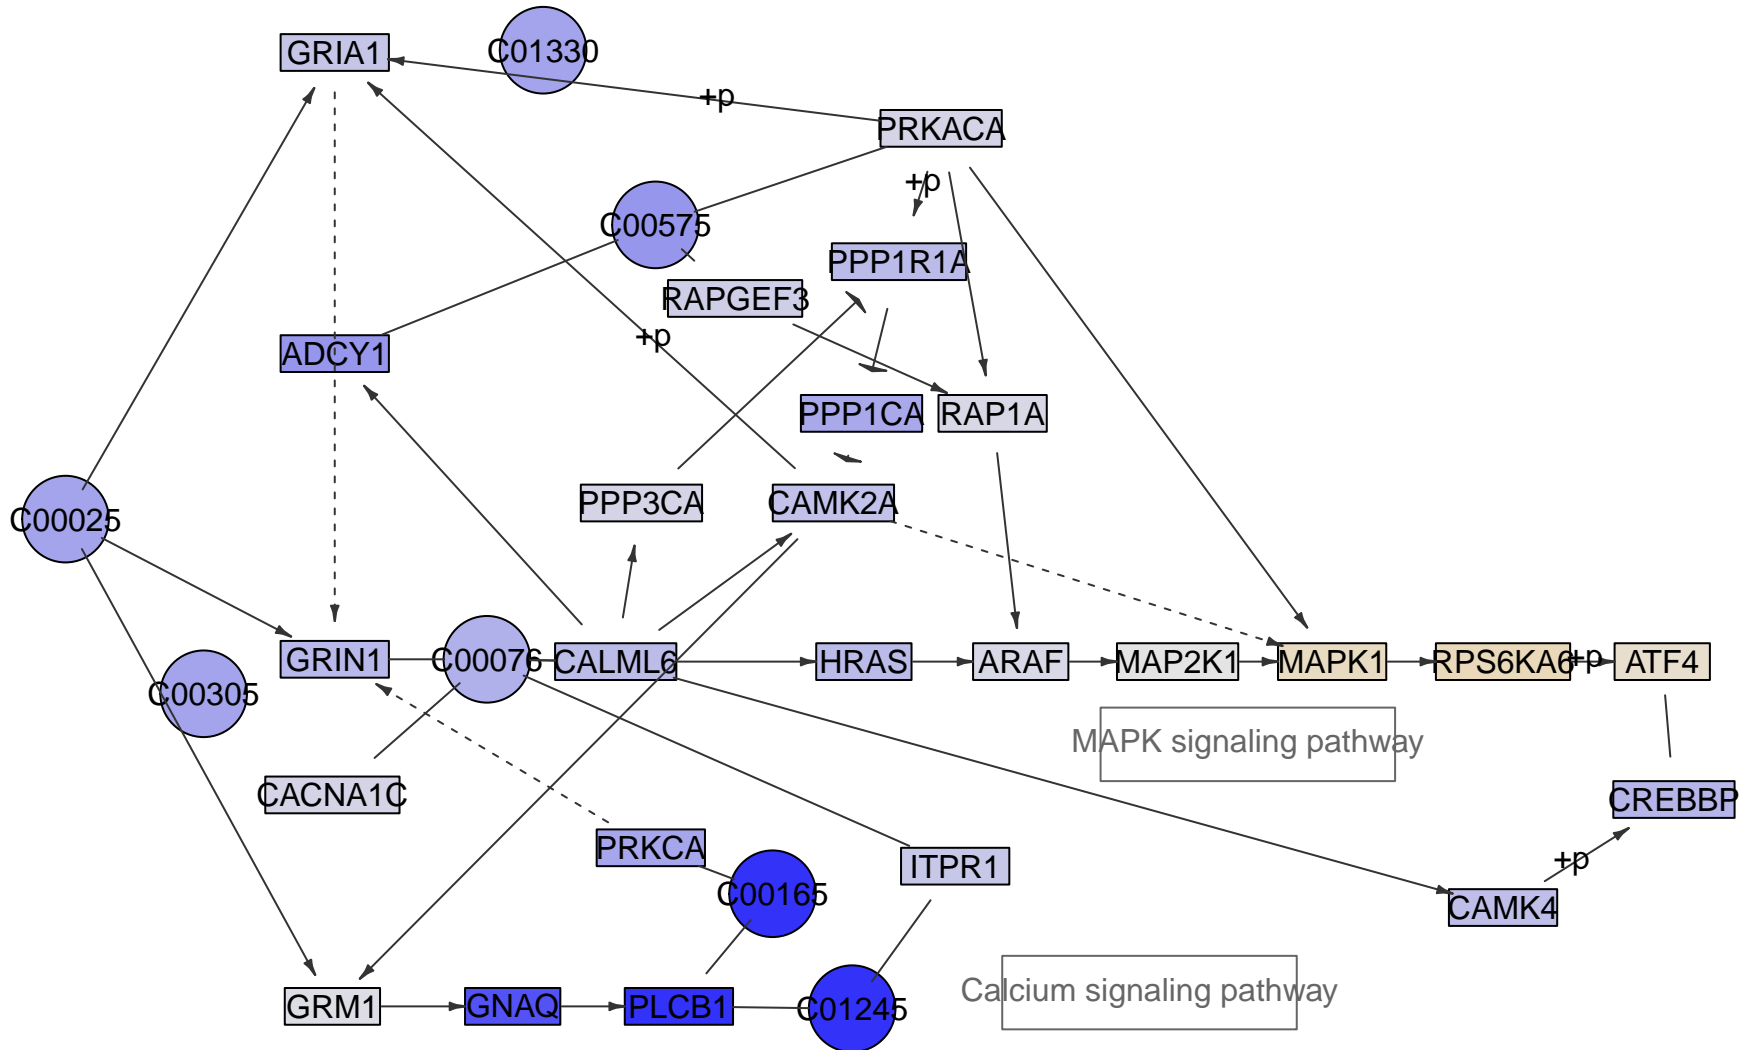 C01330
GRIA1
+p
PRKACA
+p
C00575
PPP1R1A
RAPGEF3
+p
ADCY1
PPP1CA
RAP1A
PPP3CA
CAMK2A
C00025
GRIN1
C00076
CALML6
HRAS
ARAF
MAP2K1
MAPK1
RPS6KA6
+p
ATF4
C00305
MAPK signaling pathway
CACNA1C
CREBBP
PRKCA
ITPR1
+p
C00165
CAMK4
Calcium signaling pathway
GRM1
GNAQ
PLCB1
C01245